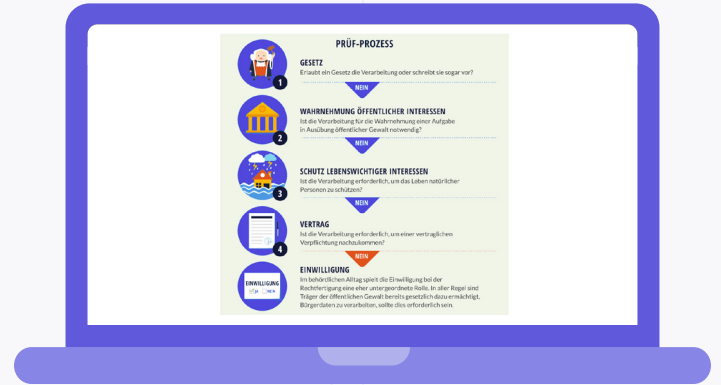 PRÜF-PROZESS
GESETZ
Erlaubt ein Gesetz die Verarbeitung oder schreibt sie sogar vor?
1
NEIN
WAHRNEHMUNG ÖFFENTLICHER INTERESSEN
Ist die Verarbeitung für die Wahrnehmung einer Aufgabe
in Ausübung öffentlicher Gewalt notwendig?
2
NEIN
SCHUTZ LEBENSWICHTIGER INTERESSEN
Ist die Verarbeitung erforderlich, um das Leben natürlicher
Personen zu schützen?
3
NEIN
VERTRAG
Ist die Verarbeitung erforderlich, um einer vertraglichen
Verpflichtung nachzukommen?
4
NEIN
EINWILLIGUNG
EINWILLIGUNG
Im behördlichen Alltag spielt die Einwilligung bei der
Rechtfertigung eine eher untergeordnete Rolle. In aller Regel sind
Träger der öffentlichen Gewalt bereits gesetzlich dazu ermächtigt,
Bürgerdaten zu verarbeiten, sollte dies erforderlich sein.